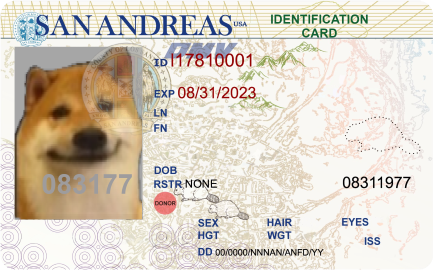 SAN ANDREAS USA
IDENTIFICATION
CARD
DMV
ID I17810001
EXP 08/31/2023
LN
FN
DOB
RSTR NONE
083177
08311977
DONOR
SEX HAIR EYES
HGT WGT
ISS
DD 00/0000/NNNAN/ANFD/YY